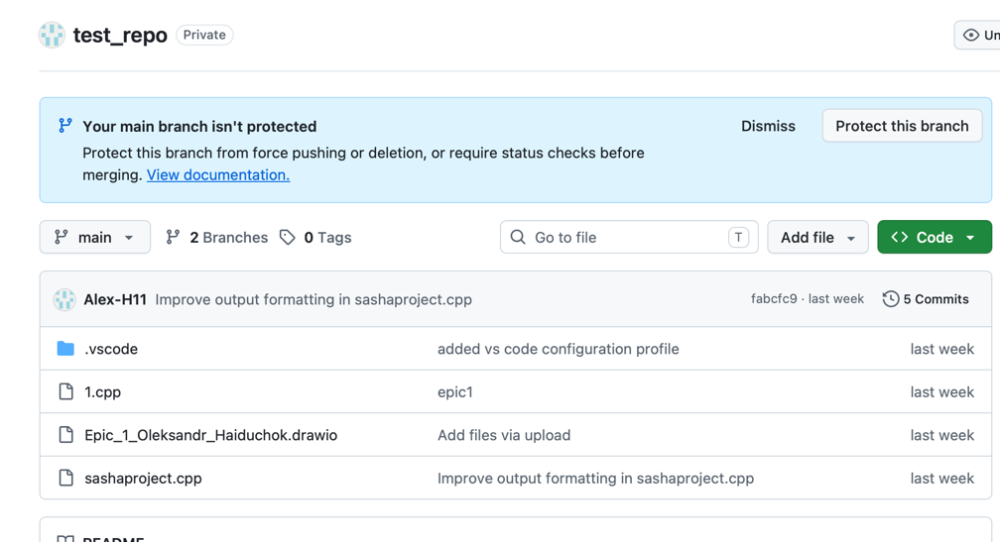 test_repo Private
Your main branch isn't protected
Dismiss
Protect this branch
Protect this branch from force pushing or deletion, or require status checks before
merging. View documentation.
main
2 Branches
0 Tags
Go to file
T
Add file
Code
Alex-H11 Improve output formatting in sashaproject.cpp
fabcfc9 · last week
5 Commits
.vscode added vs code configuration profile last week
1.cpp epic1 last week
Epic_1_Oleksandr_Haiduchok.drawio Add files via upload last week
sashaproject.cpp Improve output formatting in sashaproject.cpp last week
README